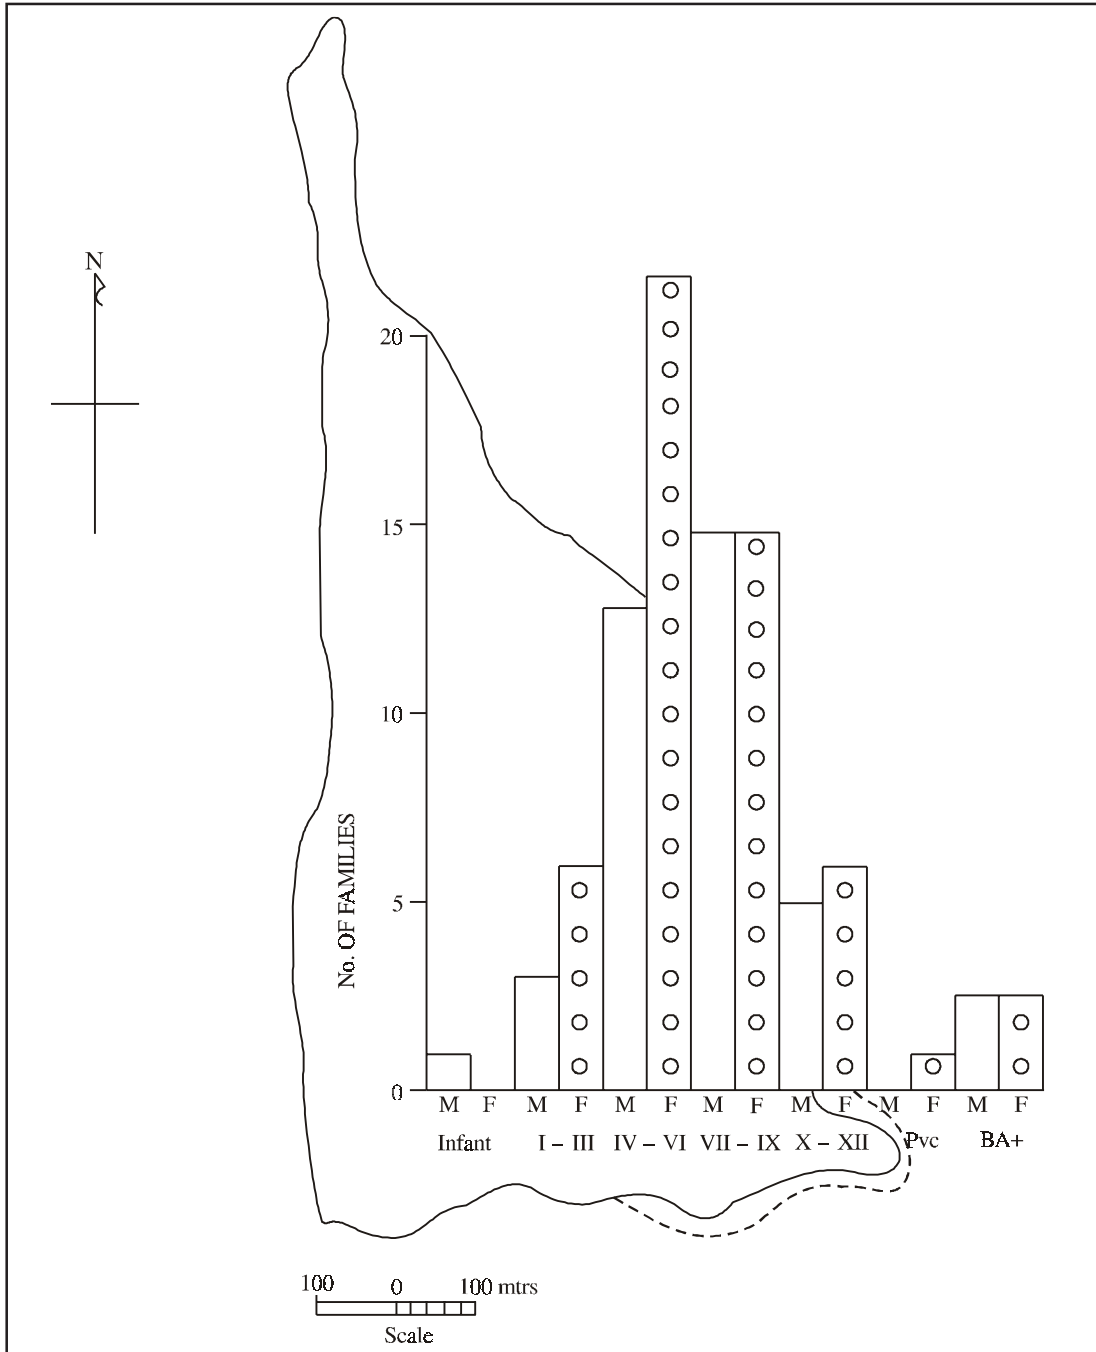 N
20
15
10
5
0
No. OF FAMILIES
M F M F M F M F M F M F M F
Infant I – III IV – VI VII – IX X – XII Pvc BA+
100 0 100 mtrs
Scale